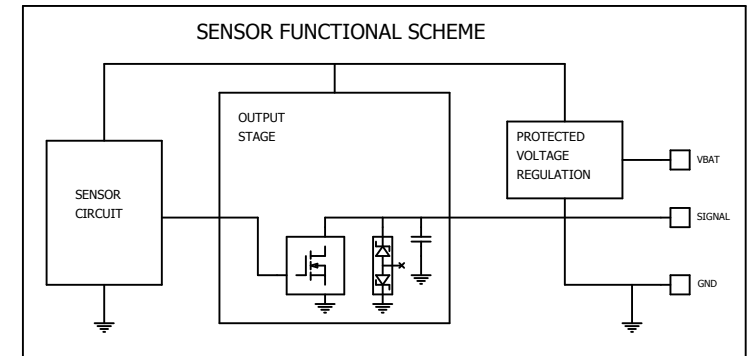 SENSOR FUNCTIONAL SCHEME
OUTPUT
STAGE
PROTECTED
VOLTAGE
REGULATION
VBAT
SENSOR
CIRCUIT
SIGNAL
GND